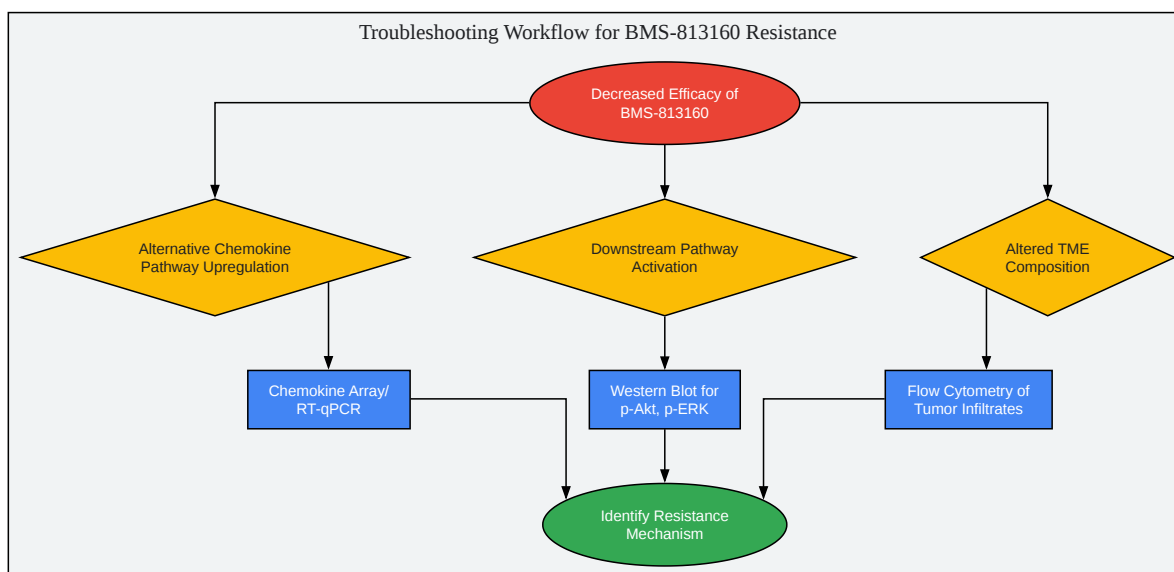 Troubleshooting Workflow for BMS-813160 Resistance
Decreased Efficacy of
BMS-813160
Alternative Chemokine
Pathway Upregulation
Downstream Pathway
Activation
Altered TME
Composition
Chemokine Array/
RT-qPCR
Western Blot for
p-Akt, p-ERK
Flow Cytometry of
Tumor Infiltrates
Identify Resistance
Mechanism